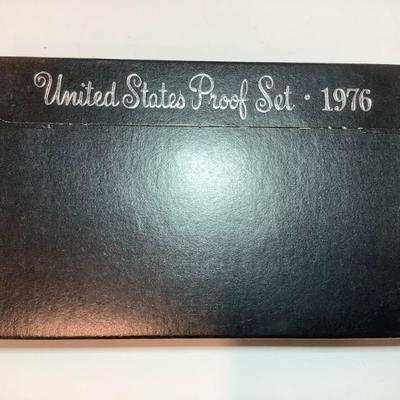 United States Proof Set · 1976